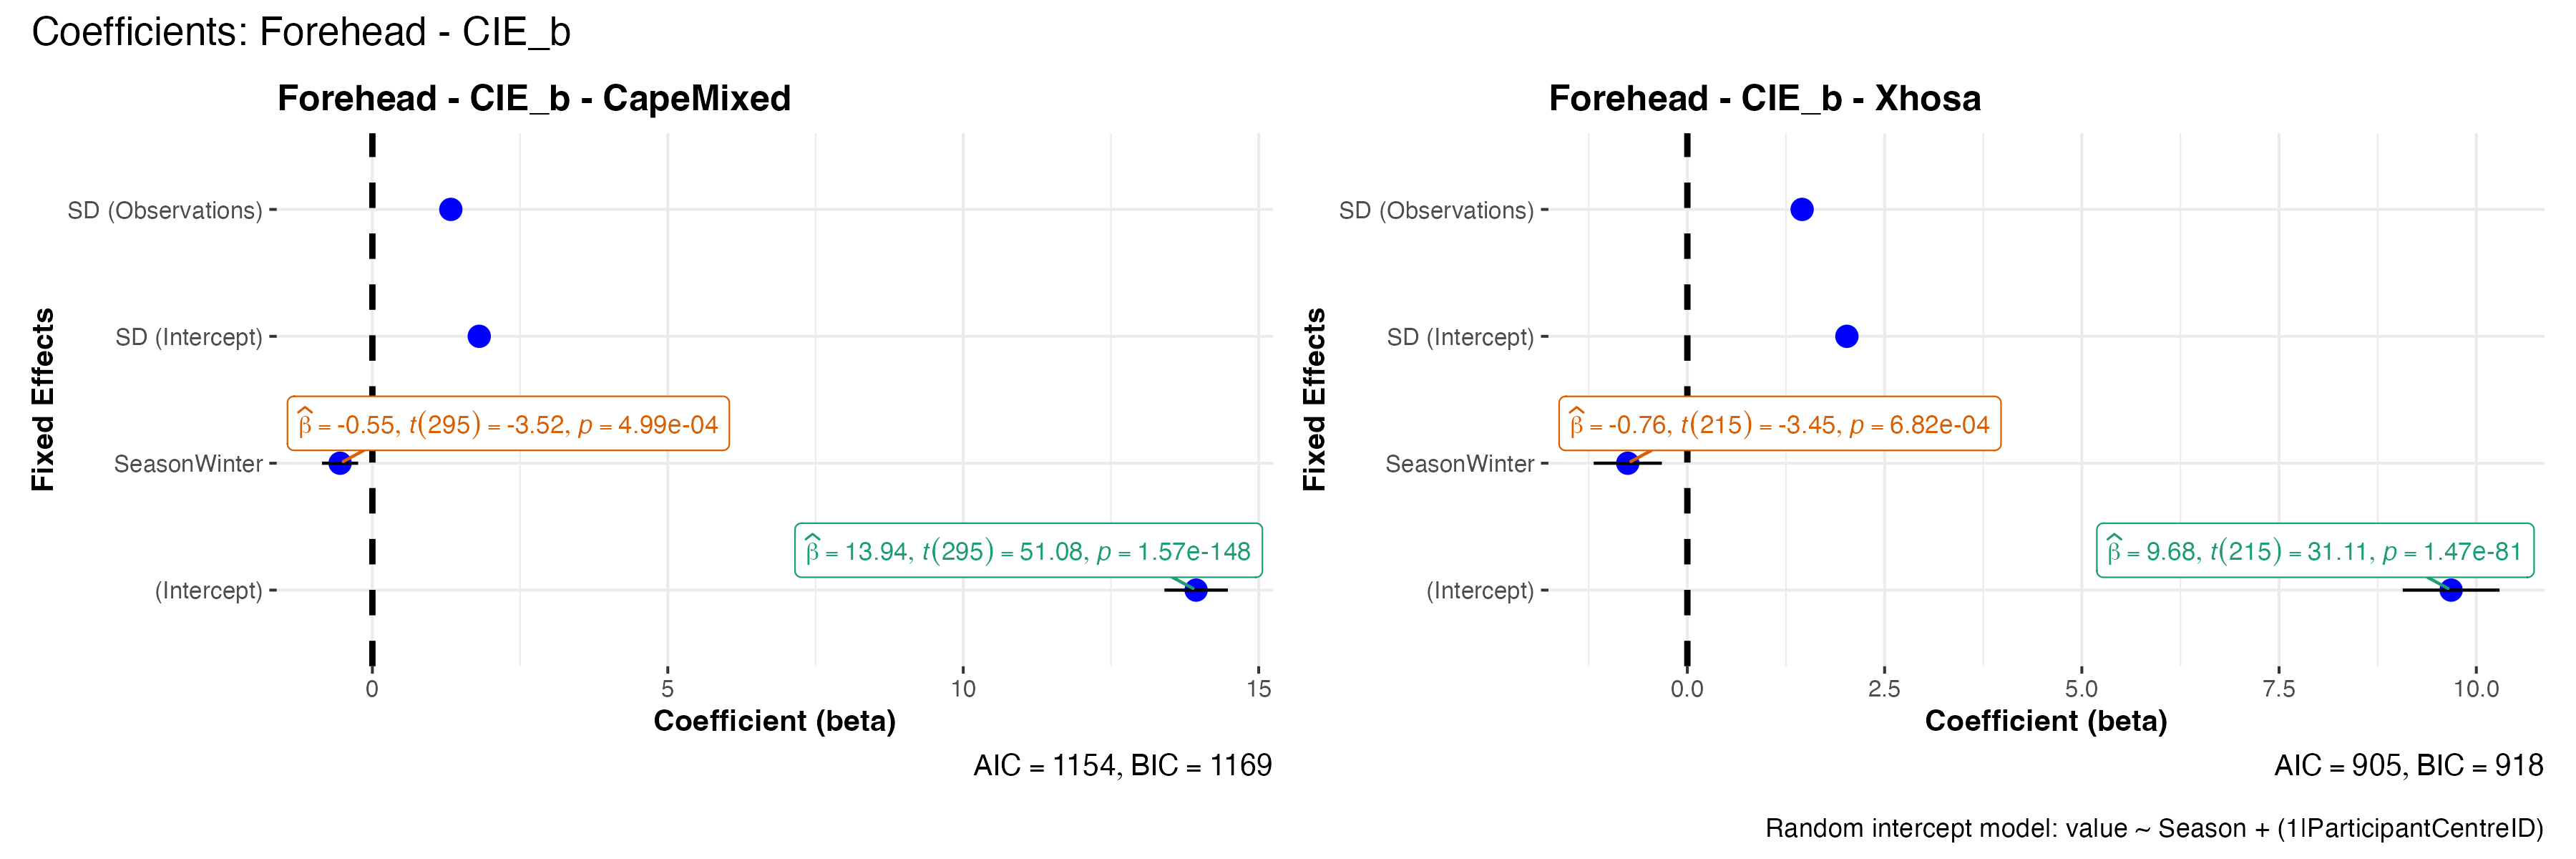 Coefficients: Forehead - CIE_b
Forehead - CIE_b - CapeMixed
Fixed Effects
SD (Observations)
SD (Intercept)
SeasonWinter
(Intercept)
β̂ = -0.55, t(295) = -3.52, p = 4.99e-04
β̂ = 13.94, t(295) = 51.08, p = 1.57e-148
0 5 10 15
Coefficient (beta)
AIC = 1154, BIC = 1169
Forehead - CIE_b - Xhosa
Fixed Effects
SD (Observations)
SD (Intercept)
SeasonWinter
(Intercept)
β̂ = -0.76, t(215) = -3.45, p = 6.82e-04
β̂ = 9.68, t(215) = 31.11, p = 1.47e-81
0.0 2.5 5.0 7.5 10.0
Coefficient (beta)
AIC = 905, BIC = 918
Random intercept model: value ~ Season + (1|ParticipantCentreID)